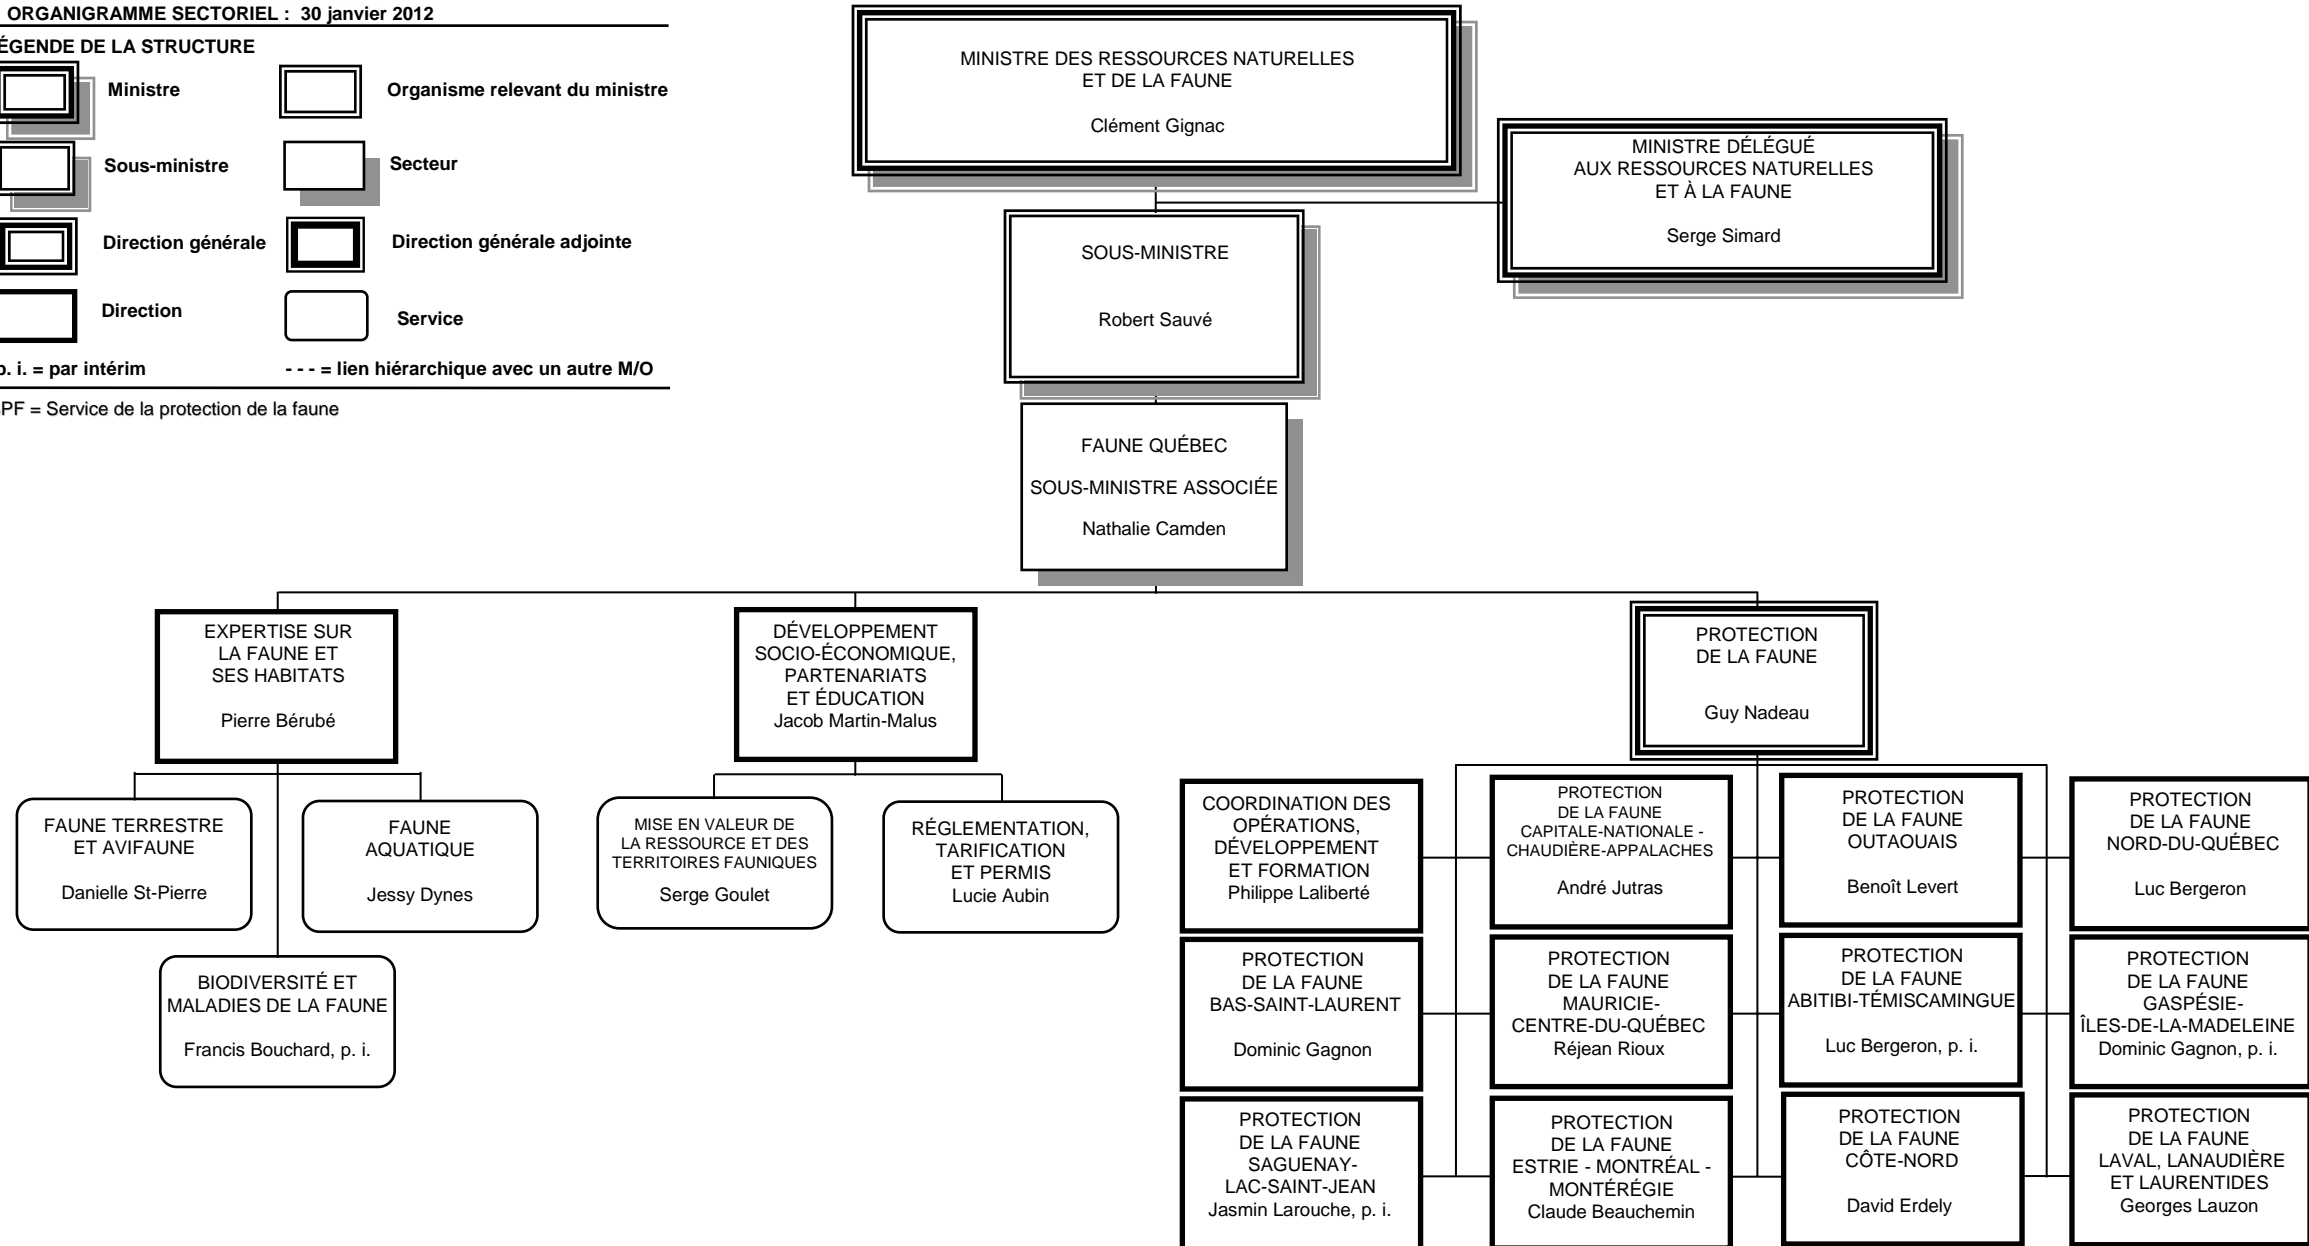 ORGANIGRAMME SECTORIEL : 30 janvier 2012
ÉGENDE DE LA STRUCTURE
Ministre
Organisme relevant du ministre
Sous-ministre
Secteur
Direction générale
Direction générale adjointe
Direction
Service
p. i. = par intérim
- - - = lien hiérarchique avec un autre M/O
PF = Service de la protection de la faune
MINISTRE DES RESSOURCES NATURELLES
ET DE LA FAUNE
Clément Gignac
MINISTRE DÉLÉGUÉ
AUX RESSOURCES NATURELLES
ET À LA FAUNE
Serge Simard
SOUS-MINISTRE
Robert Sauvé
FAUNE QUÉBEC
SOUS-MINISTRE ASSOCIÉE
Nathalie Camden
EXPERTISE SUR
LA FAUNE ET
SES HABITATS
Pierre Bérubé
DÉVELOPPEMENT
SOCIO-ÉCONOMIQUE,
PARTENARIATS
ET ÉDUCATION
Jacob Martin-Malus
PROTECTION
DE LA FAUNE
Guy Nadeau
FAUNE TERRESTRE
ET AVIFAUNE
Danielle St-Pierre
FAUNE
AQUATIQUE
Jessy Dynes
BIODIVERSITÉ ET
MALADIES DE LA FAUNE
Francis Bouchard, p. i.
MISE EN VALEUR DE
LA RESSOURCE ET DES
TERRITOIRES FAUNIQUES
Serge Goulet
RÉGLEMENTATION,
TARIFICATION
ET PERMIS
Lucie Aubin
COORDINATION DES
OPÉRATIONS,
DÉVELOPPEMENT
ET FORMATION
Philippe Laliberté
PROTECTION
DE LA FAUNE
CAPITALE-NATIONALE -
CHAUDIÈRE-APPALACHES
André Jutras
PROTECTION
DE LA FAUNE
OUTAOUAIS
Benoît Levert
PROTECTION
DE LA FAUNE
NORD-DU-QUÉBEC
Luc Bergeron
PROTECTION
DE LA FAUNE
BAS-SAINT-LAURENT
Dominic Gagnon
PROTECTION
DE LA FAUNE
MAURICIE-
CENTRE-DU-QUÉBEC
Réjean Rioux
PROTECTION
DE LA FAUNE
ABITIBI-TÉMISCAMINGUE
Luc Bergeron, p. i.
PROTECTION
DE LA FAUNE
GASPÉSIE-
ÎLES-DE-LA-MADELEINE
Dominic Gagnon, p. i.
PROTECTION
DE LA FAUNE
SAGUENAY-
LAC-SAINT-JEAN
Jasmin Larouche, p. i.
PROTECTION
DE LA FAUNE
ESTRIE - MONTRÉAL -
MONTÉRÉGIE
Claude Beauchemin
PROTECTION
DE LA FAUNE
CÔTE-NORD
David Erdely
PROTECTION
DE LA FAUNE
LAVAL, LANAUDIÈRE
ET LAURENTIDES
Georges Lauzon